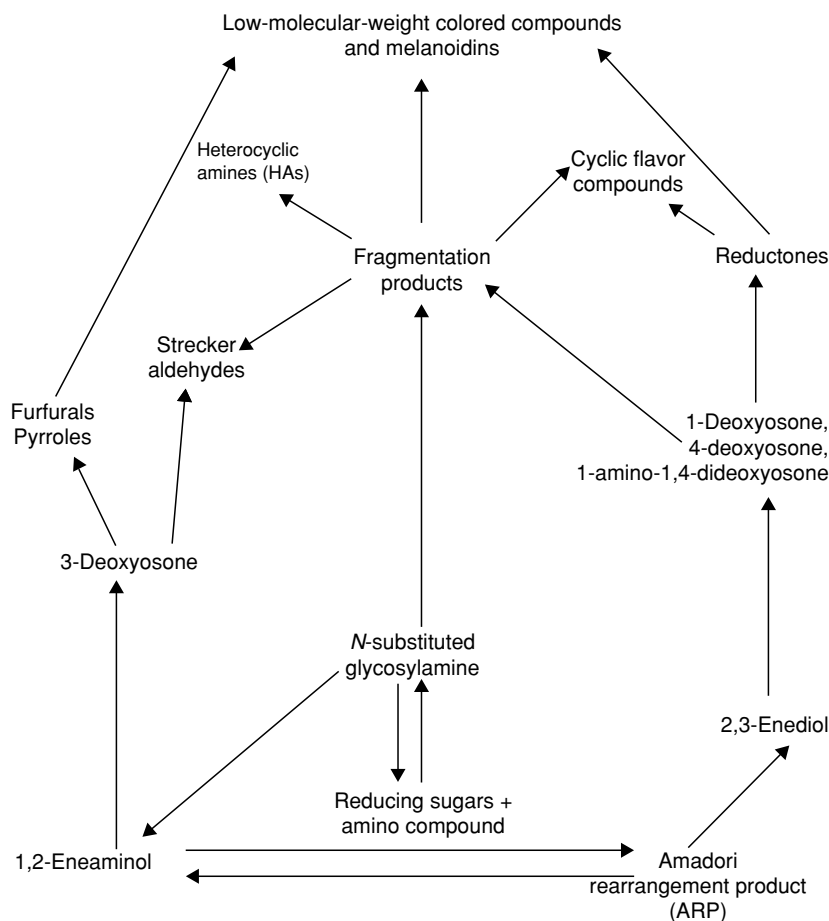 Low-molecular-weight colored compounds
and melanoidins
Heterocyclic
amines (HAs)
Cyclic flavor
compounds
Fragmentation
products
Reductones
Strecker
aldehydes
Furfurals
Pyrroles
1-Deoxyosone,
4-deoxyosone,
1-amino-1,4-dideoxyosone
3-Deoxyosone
N-substituted
glycosylamine
2,3-Enediol
Reducing sugars +
amino compound
1,2-Eneaminol
Amadori
rearrangement product
(ARP)